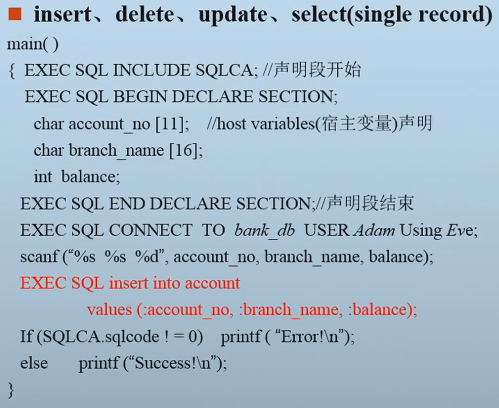 insert、delete、update、select(single record)
main( )
{ EXEC SQL INCLUDE SQLCA; //声明段开始
EXEC SQL BEGIN DECLARE SECTION;
char account_no [11]; //host variables(宿主变量)声明
char branch_name [16];
int balance;
EXEC SQL END DECLARE SECTION;//声明段结束
EXEC SQL CONNECT TO bank_db USER Adam Using Eve;
scanf (“%s %s %d”, account_no, branch_name, balance);
EXEC SQL insert into account
values (:account_no, :branch_name, :balance);
If (SQLCA.sqlcode ! = 0) printf ( “Error!\n”);
else printf (“Success!\n”);
}